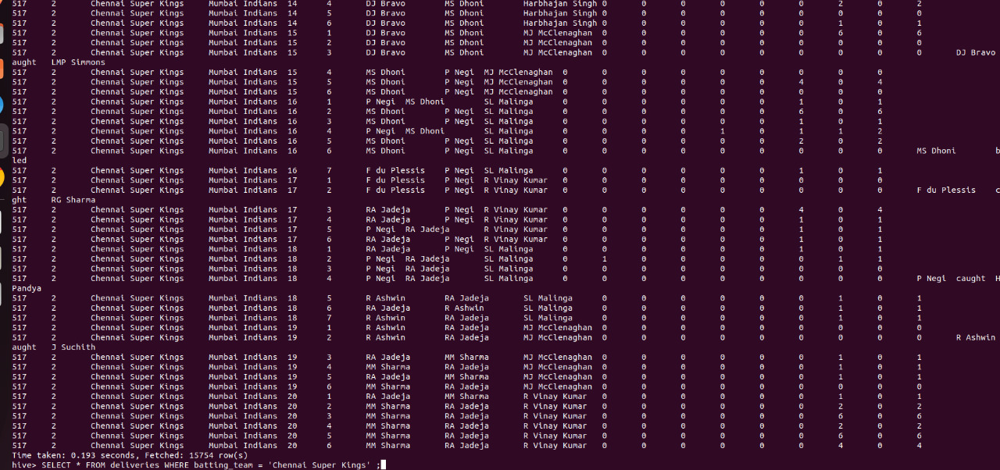 517 2 Chennai Super Kings Mumbai Indians 14 4 DJ Bravo MS Dhoni Harbhajan Singh 0 0 0 0 0 0 2 0 2
517 2 Chennai Super Kings Mumbai Indians 14 5 DJ Bravo MS Dhoni Harbhajan Singh 0 0 0 0 0 0 0 0
517 2 Chennai Super Kings Mumbai Indians 14 6 DJ Bravo MS Dhoni Harbhajan Singh 0 0 0 0 0 0 1 0 1
517 2 Chennai Super Kings Mumbai Indians 15 1 DJ Bravo MS Dhoni MJ McClenaghan 0 0 0 0 0 0 6 0 6
517 2 Chennai Super Kings Mumbai Indians 15 2 DJ Bravo MS Dhoni MJ McClenaghan 0 0 0 0 0 0 0 0 0
517 2 Chennai Super Kings Mumbai Indians 15 3 DJ Bravo MS Dhoni MJ McClenaghan 0 0 0 0 0 0 0 0 0 DJ Bravo
aught LMP Simmons
517 2 Chennai Super Kings Mumbai Indians 15 4 MS Dhoni P Negi MJ McClenaghan 0 0 0 0 0 0 0 0 0
517 2 Chennai Super Kings Mumbai Indians 15 5 MS Dhoni P Negi MJ McClenaghan 0 0 0 0 0 0 4 0 4
517 2 Chennai Super Kings Mumbai Indians 15 6 MS Dhoni P Negi MJ McClenaghan 0 0 0 0 0 0 0 0 0
517 2 Chennai Super Kings Mumbai Indians 16 1 P Negi MS Dhoni SL Malinga 0 0 0 0 0 0 1 0 1
517 2 Chennai Super Kings Mumbai Indians 16 2 MS Dhoni P Negi SL Malinga 0 0 0 0 0 0 6 0 6
517 2 Chennai Super Kings Mumbai Indians 16 3 MS Dhoni P Negi SL Malinga 0 0 0 0 0 0 1 0 1
517 2 Chennai Super Kings Mumbai Indians 16 4 P Negi MS Dhoni SL Malinga 0 0 0 0 1 0 1 1 2
517 2 Chennai Super Kings Mumbai Indians 16 5 MS Dhoni P Negi SL Malinga 0 0 0 0 0 0 2 0 2
517 2 Chennai Super Kings Mumbai Indians 16 6 MS Dhoni P Negi SL Malinga 0 0 0 0 0 0 0 0 0 MS Dhoni b
led
517 2 Chennai Super Kings Mumbai Indians 16 7 F du Plessis P Negi SL Malinga 0 0 0 0 0 0 1 0 1
517 2 Chennai Super Kings Mumbai Indians 17 1 F du Plessis P Negi R Vinay Kumar 0 0 0 0 0 0 0 0 0
517 2 Chennai Super Kings Mumbai Indians 17 2 F du Plessis P Negi R Vinay Kumar 0 0 0 0 0 0 0 0 0 F du Plessis c
ght RG Sharma
517 2 Chennai Super Kings Mumbai Indians 17 3 RA Jadeja P Negi R Vinay Kumar 0 0 0 0 0 0 4 0 4
517 2 Chennai Super Kings Mumbai Indians 17 4 RA Jadeja P Negi R Vinay Kumar 0 0 0 0 0 0 1 0 1
517 2 Chennai Super Kings Mumbai Indians 17 5 P Negi RA Jadeja R Vinay Kumar 0 0 0 0 0 0 1 0 1
517 2 Chennai Super Kings Mumbai Indians 17 6 RA Jadeja P Negi R Vinay Kumar 0 0 0 0 0 0 1 0 1
517 2 Chennai Super Kings Mumbai Indians 18 1 RA Jadeja P Negi SL Malinga 0 0 0 0 0 0 1 0 1
517 2 Chennai Super Kings Mumbai Indians 18 2 P Negi RA Jadeja SL Malinga 0 1 0 0 0 0 0 1 1
517 2 Chennai Super Kings Mumbai Indians 18 3 P Negi RA Jadeja SL Malinga 0 0 0 0 0 0 0 0 0
517 2 Chennai Super Kings Mumbai Indians 18 4 P Negi RA Jadeja SL Malinga 0 0 0 0 0 0 0 0 0 P Negi caught H
Pandya
517 2 Chennai Super Kings Mumbai Indians 18 5 R Ashwin RA Jadeja SL Malinga 0 0 0 0 0 0 1 0 1
517 2 Chennai Super Kings Mumbai Indians 18 6 RA Jadeja R Ashwin SL Malinga 0 0 0 0 0 0 1 0 1
517 2 Chennai Super Kings Mumbai Indians 18 7 R Ashwin RA Jadeja SL Malinga 0 0 0 0 0 0 1 0 1
517 2 Chennai Super Kings Mumbai Indians 19 1 R Ashwin RA Jadeja MJ McClenaghan 0 0 0 0 0 0 0 0 0
517 2 Chennai Super Kings Mumbai Indians 19 2 R Ashwin RA Jadeja MJ McClenaghan 0 0 0 0 0 0 0 0 0 R Ashwin
aught J Suchith
517 2 Chennai Super Kings Mumbai Indians 19 3 RA Jadeja MM Sharma MJ McClenaghan 0 0 0 0 0 0 1 0 1
517 2 Chennai Super Kings Mumbai Indians 19 4 MM Sharma RA Jadeja MJ McClenaghan 0 0 0 0 0 0 1 0 1
517 2 Chennai Super Kings Mumbai Indians 19 5 RA Jadeja MM Sharma MJ McClenaghan 0 0 0 0 0 0 1 0 1
517 2 Chennai Super Kings Mumbai Indians 19 6 MM Sharma RA Jadeja MJ McClenaghan 0 0 0 0 0 0 0 0 0
517 2 Chennai Super Kings Mumbai Indians 20 1 RA Jadeja MM Sharma R Vinay Kumar 0 0 0 0 0 0 1 0 1
517 2 Chennai Super Kings Mumbai Indians 20 2 MM Sharma RA Jadeja R Vinay Kumar 0 0 0 0 0 0 2 0 2
517 2 Chennai Super Kings Mumbai Indians 20 3 MM Sharma RA Jadeja R Vinay Kumar 0 0 0 0 0 0 6 0 6
517 2 Chennai Super Kings Mumbai Indians 20 4 MM Sharma RA Jadeja R Vinay Kumar 0 0 0 0 0 0 2 0 2
517 2 Chennai Super Kings Mumbai Indians 20 5 MM Sharma RA Jadeja R Vinay Kumar 0 0 0 0 0 0 6 0 6
517 2 Chennai Super Kings Mumbai Indians 20 6 MM Sharma RA Jadeja R Vinay Kumar 0 0 0 0 0 0 4 0 4
Time taken: 0.193 seconds, Fetched: 15754 row(s)
hive> SELECT * FROM deliveries WHERE batting_team = 'Chennai Super Kings' ;